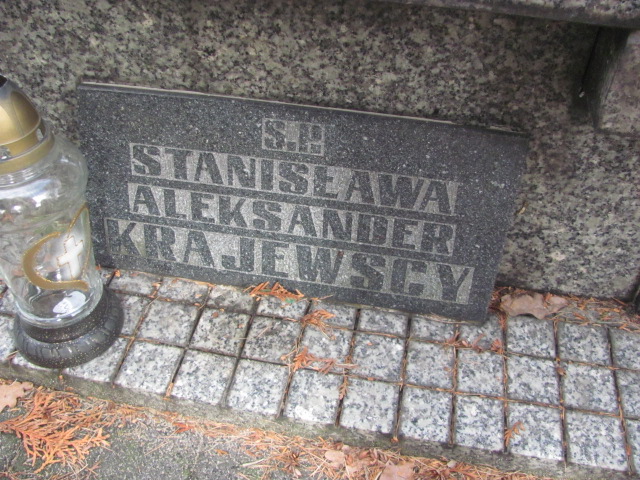 Ś.P.
STANISŁAWA
ALEKSANDER
KRAJEWSCY